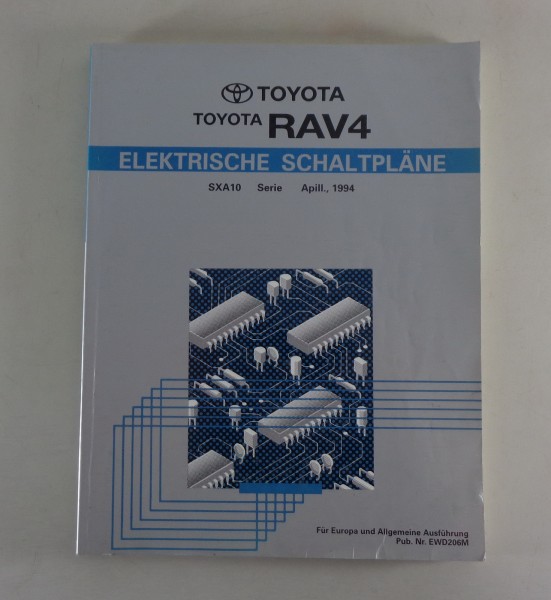 TOYOTA
TOYOTA RAV4
ELEKTRISCHE SCHALTPLÄNE
SXA10 Serie Apill., 1994
Für Europa und Allgemeine Ausführung
Pub. Nr. EWD206M